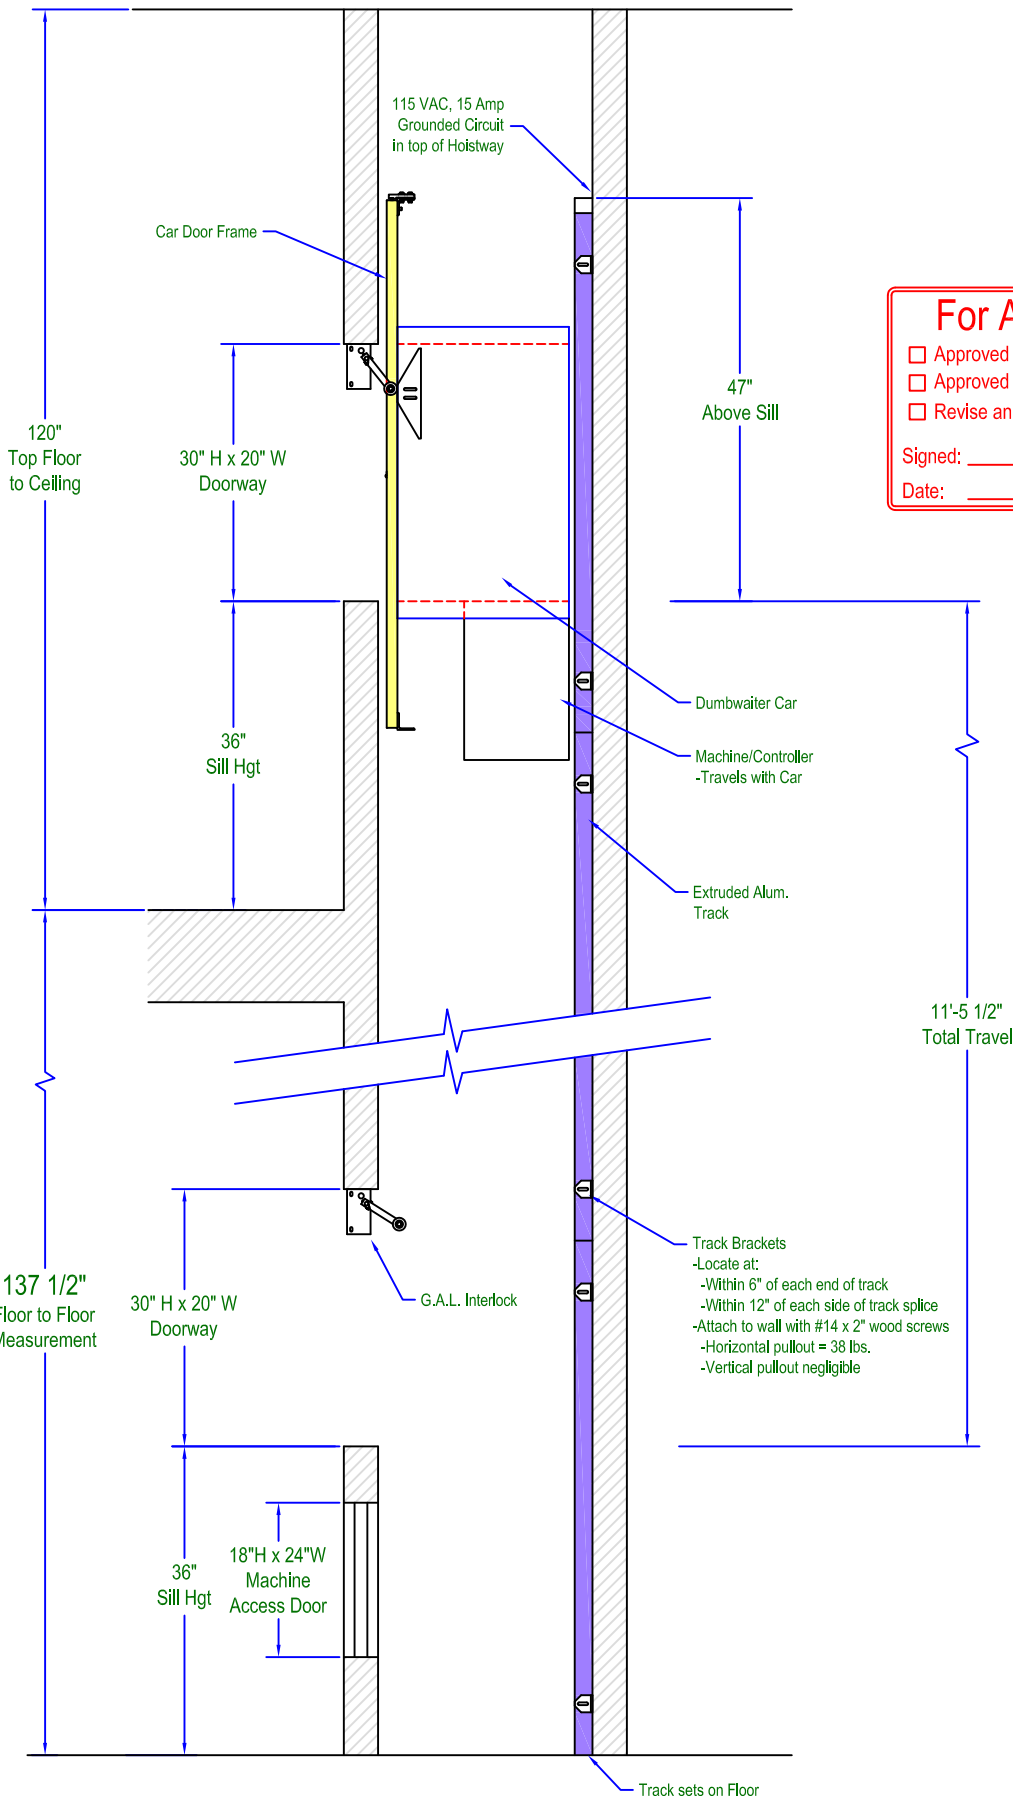 115 VAC, 15 Amp
Grounded Circuit
in top of Hoistway
Car Door Frame
For A
Approved
Approved
Revise an
Signed:
Date:
47"
Above Sill
120"
Top Floor
to Ceiling
30" H x 20" W
Doorway
Dumbwaiter Car
36"
Sill Hgt
Machine/Controller
-Travels with Car
Extruded Alum.
Track
11'-5 1/2"
Total Travel
Track Brackets
-Locate at:
-Within 6" of each end of track
-Within 12" of each side of track splice
-Attach to wall with #14 x 2" wood screws
-Horizontal pullout = 38 lbs.
-Vertical pullout negligible
137 1/2"
Floor to Floor
Measurement
30" H x 20" W
Doorway
G.A.L. Interlock
18"H x 24"W
Machine
Access Door
36"
Sill Hgt
Track sets on Floor